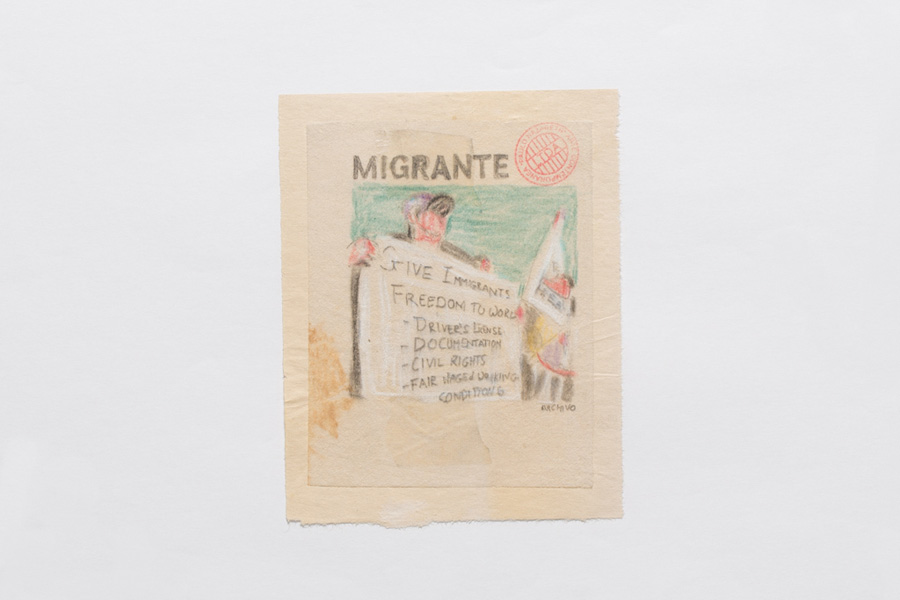 MIGRANTE
GIVE IMMIGRANTS
FREEDOM TO WORK
- DRIVER'S LICENSE
- DOCUMENTATION
- CIVIL RIGHTS
- FAIR WAGES/WORKING
CONDITIONS
ARCHIVO